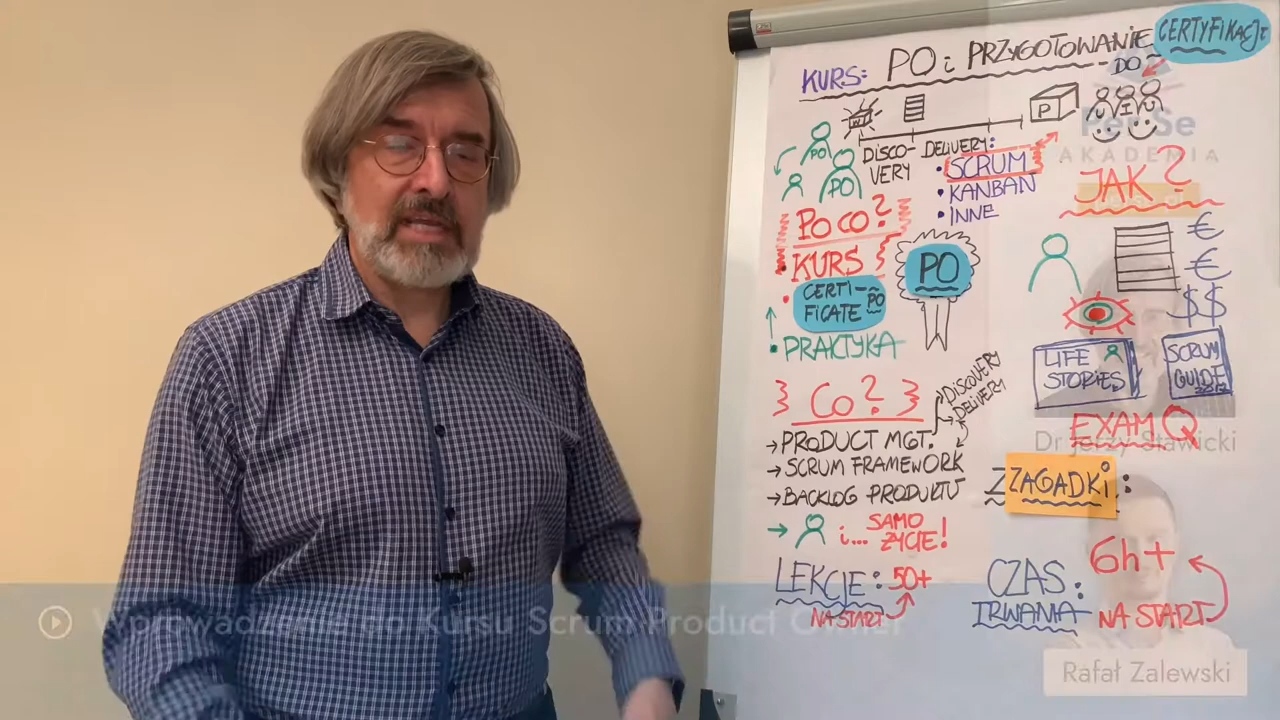 KURS: PO i PRZYGOTOWANIE
DO
CERTYFIKACJI
P
PO
PO
DISCO-
VERY
DELIVERY:
• SCRUM
• KANBAN
• INNE
PO CO?
• KURS
• CERTI-
FICATE PO
• PRAKTYKA
PO
CO?
DISCOVERY
DELIVERY
→ PRODUCT MGT.
→ SCRUM FRAMEWORK
→ BACKLOG PRODUKTU
→ i... SAMO
ŻYCIE!
LEKCJE: 50+
NA START
PerSe
AKADEMIA
JAK?
€
€
$$
LIFE
STORIES
SCRUM
GUIDE
EXAM Q
Dr Jerzy Stawicki
ZAGADKi:
CZAS:
TRWANIA
6h+
NA START
Kursu Scrum Product Owner
Rafał Zalewski